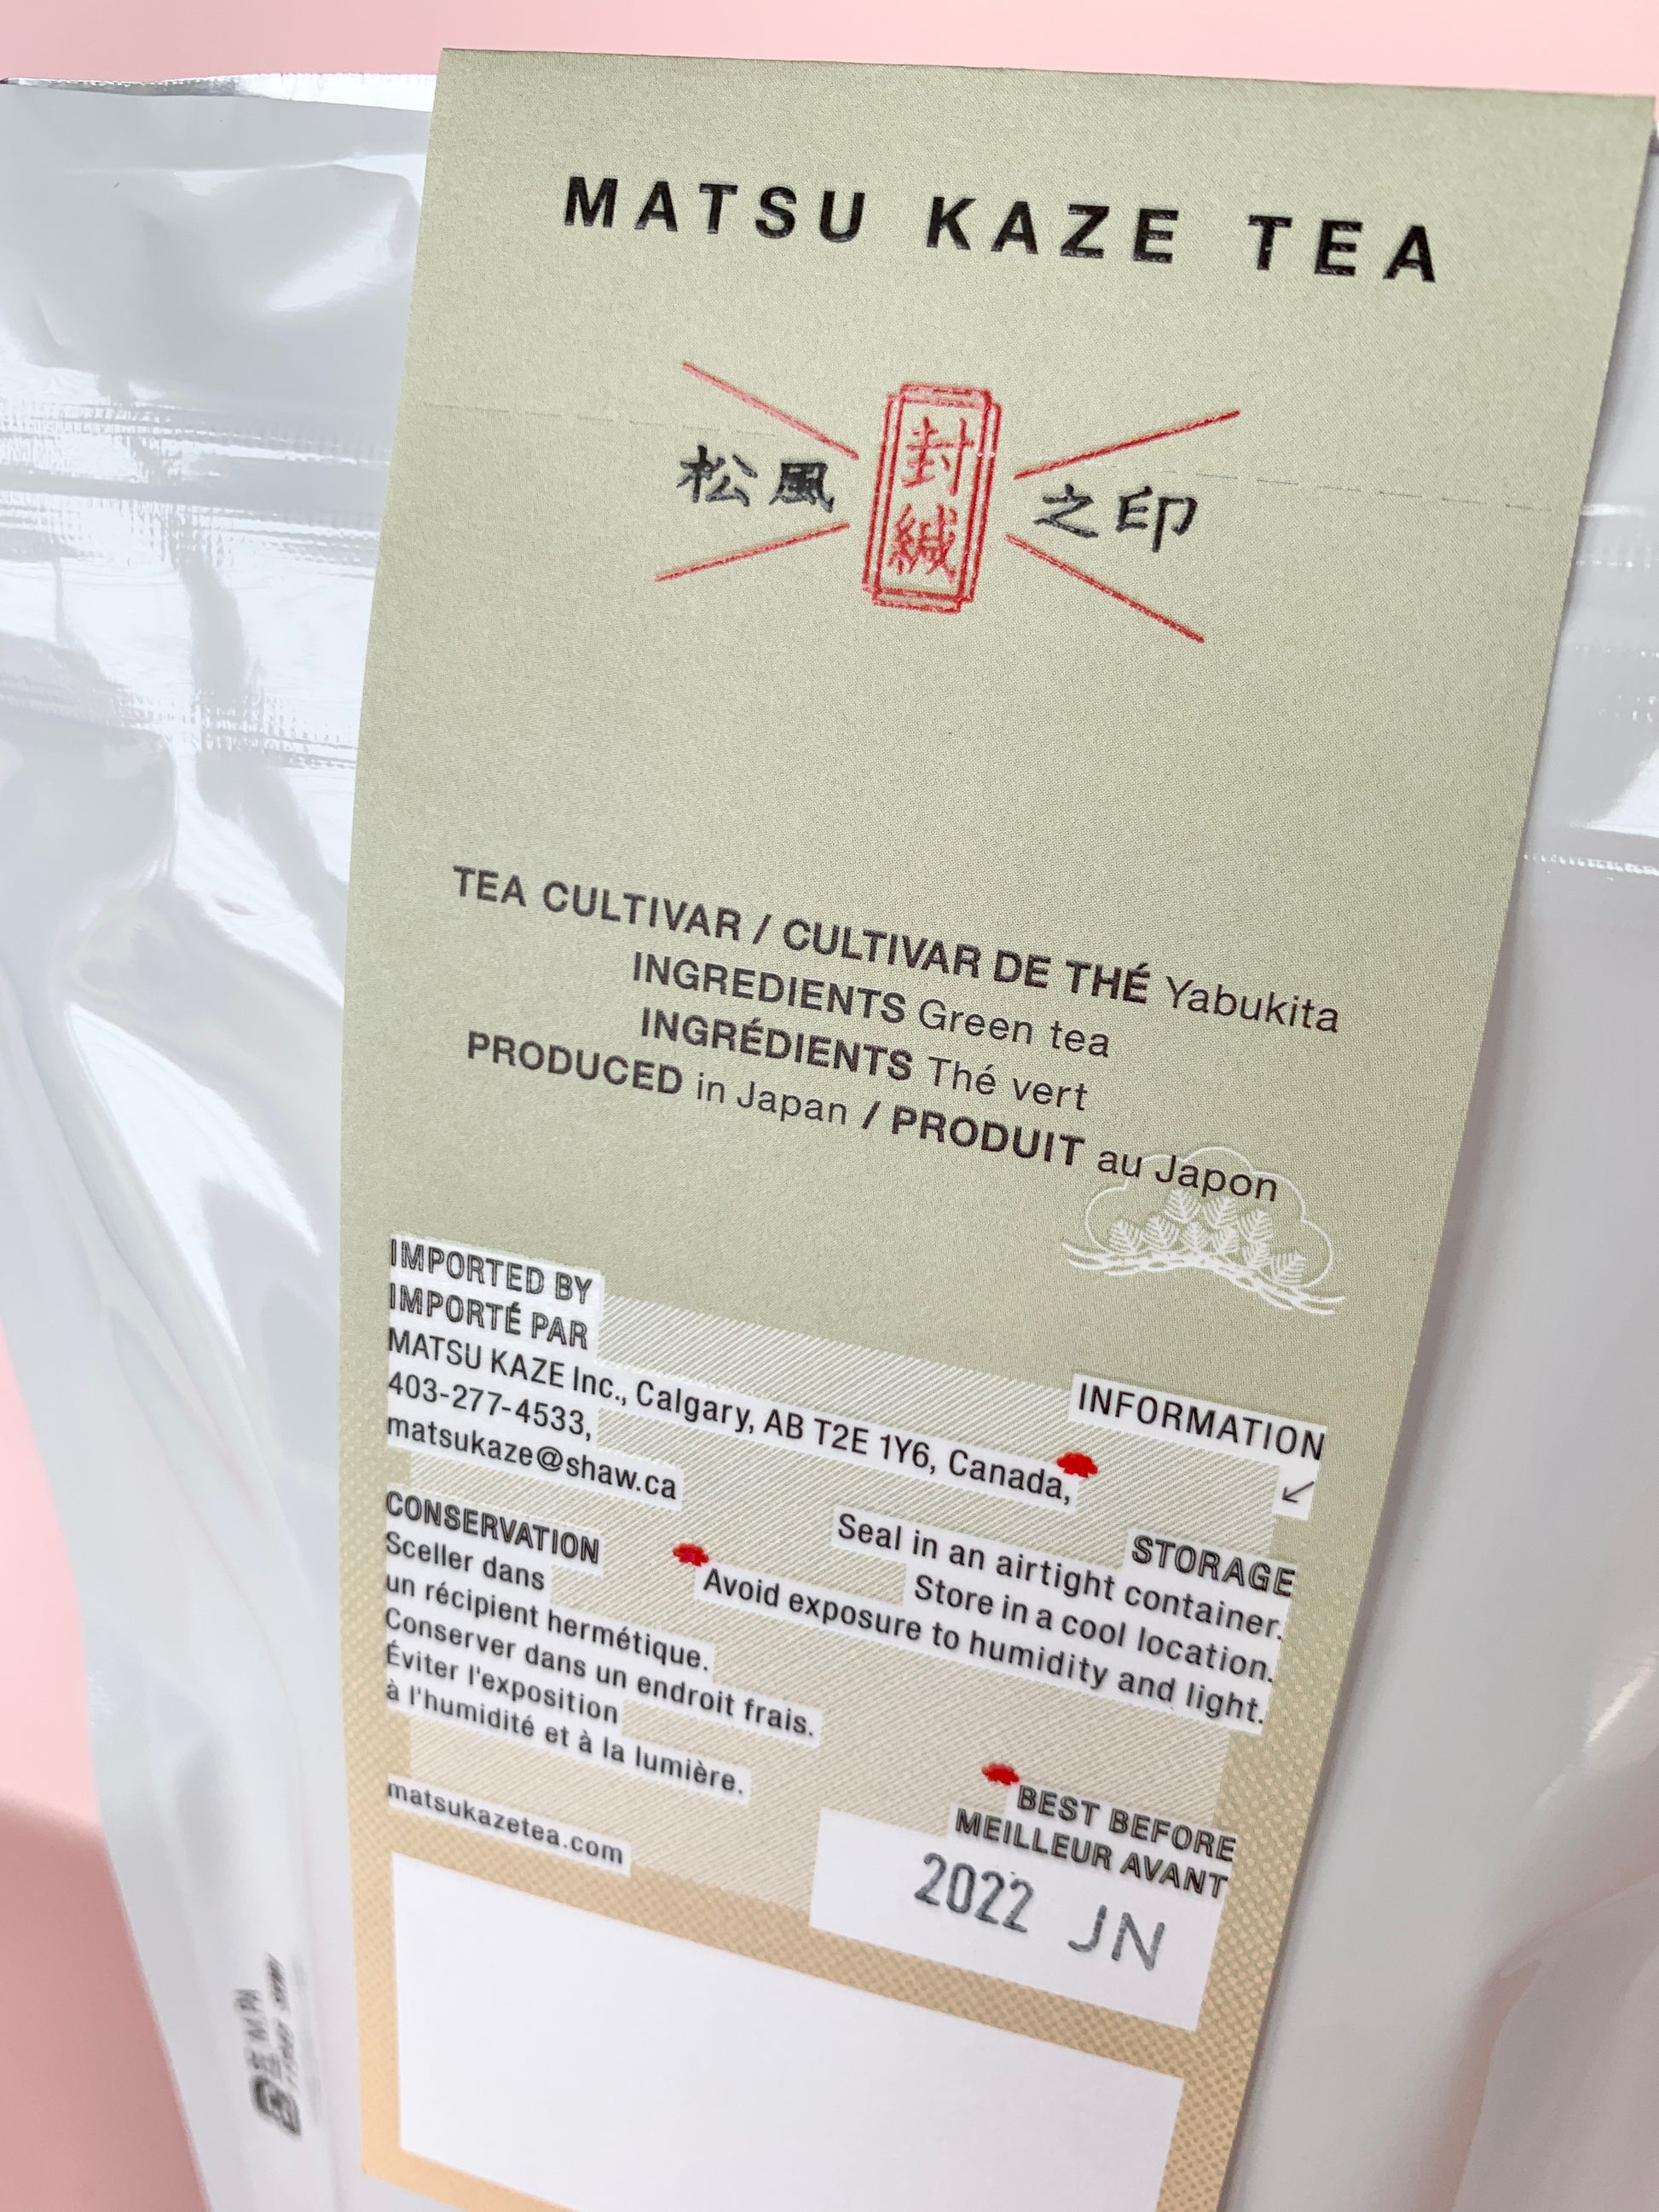 MATSU KAZE TEA
松風 封緘 之印
TEA CULTIVAR / CULTIVAR DE THÉ Yabukita
INGREDIENTS Green tea
INGRÉDIENTS Thé vert
PRODUCED in Japan / PRODUIT au Japon
IMPORTED BY
IMPORTÉ PAR
MATSU KAZE Inc., Calgary, AB T2E 1Y6, Canada,
403-277-4533,
matsukaze@shaw.ca
INFORMATION
↙
STORAGE
Seal in an airtight container.
Store in a cool location.
Avoid exposure to humidity and light.
CONSERVATION
Sceller dans
un récipient hermétique.
Conserver dans un endroit frais.
Éviter l'exposition
à l'humidité et à la lumière.
matsukazetea.com
BEST BEFORE
MEILLEUR AVANT
2022 JN